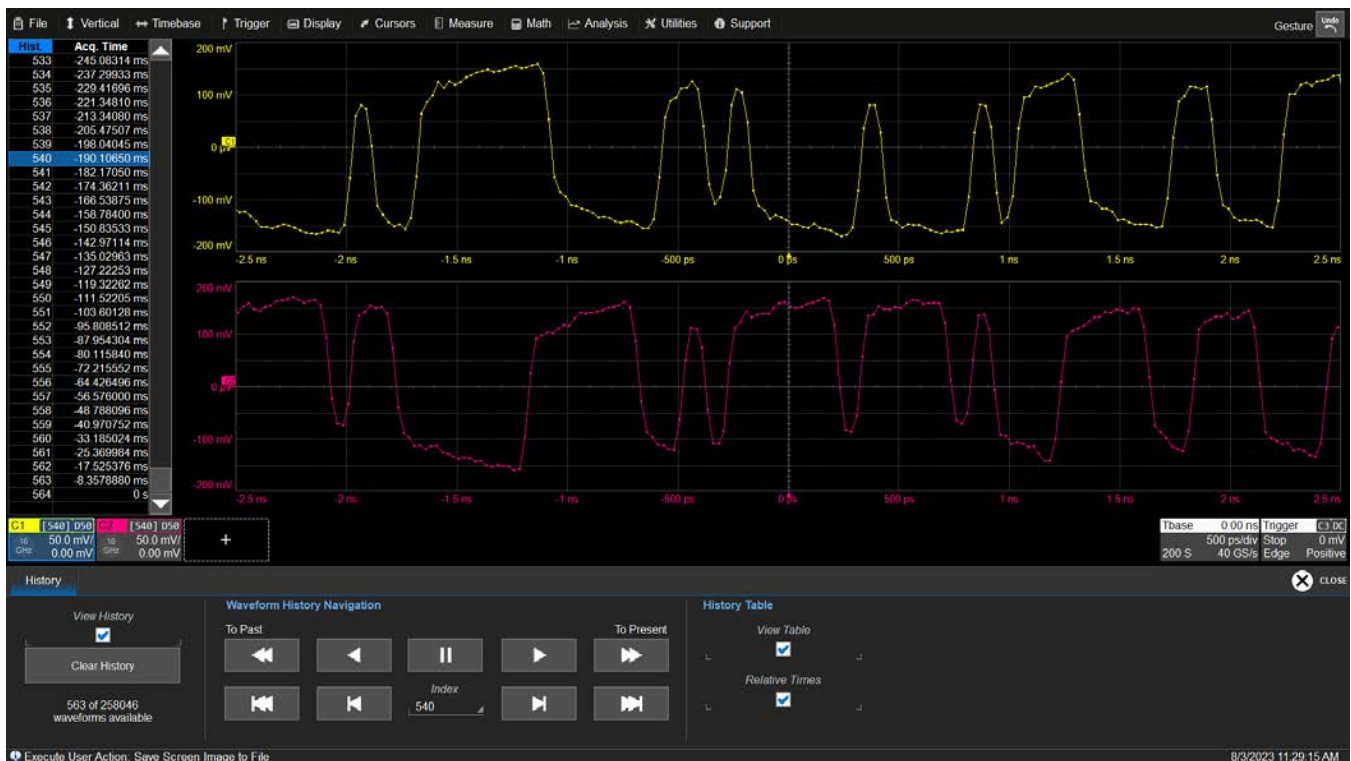 File Vertical Timebase Trigger Display Cursors Measure Math Analysis Utilities Support Gesture Undo
Hist. Acq. Time
533 -245.08314 ms
534 -237.29933 ms
535 -229.41696 ms
536 -221.34810 ms
537 -213.34080 ms
538 -205.47507 ms
539 -198.04045 ms
540 -190.10650 ms
541 -182.17050 ms
542 -174.36211 ms
543 -166.53875 ms
544 -158.78400 ms
545 -150.83533 ms
546 -142.97114 ms
547 -135.02963 ms
548 -127.22253 ms
549 -119.32262 ms
550 -111.52205 ms
551 -103.60128 ms
552 -95.808512 ms
553 -87.954304 ms
554 -80.115840 ms
555 -72.215552 ms
556 -64.426496 ms
557 -56.576000 ms
558 -48.788096 ms
559 -40.970752 ms
560 -33.185024 ms
561 -25.369984 ms
562 -17.525376 ms
563 -8.3578880 ms
564 0 s
200 mV
100 mV
0 µV C1
-100 mV
-200 mV
-2.5 ns -2 ns -1.5 ns -1 ns -500 ps 0 ps 500 ps 1 ns 1.5 ns 2 ns 2.5 ns
200 mV
100 mV
0 µV C2
-100 mV
-200 mV
-2.5 ns -2 ns -1.5 ns -1 ns -500 ps 0 ps 500 ps 1 ns 1.5 ns 2 ns 2.5 ns
C1 [540] D50 C2 [540] D50
16 GHz 50.0 mV/ 16 GHz 50.0 mV/
0.00 mV 0.00 mV
+
Tbase 0.00 ns Trigger C3 DC
500 ps/div Stop 0 mV
200 S 40 GS/s Edge Positive
History
CLOSE
View History
Clear History
563 of 258046
waveforms available
Waveform History Navigation
To Past To Present
Index
540
History Table
View Table
Relative Times
Execute User Action: Save Screen Image to File 8/3/2023 11:29:15 AM